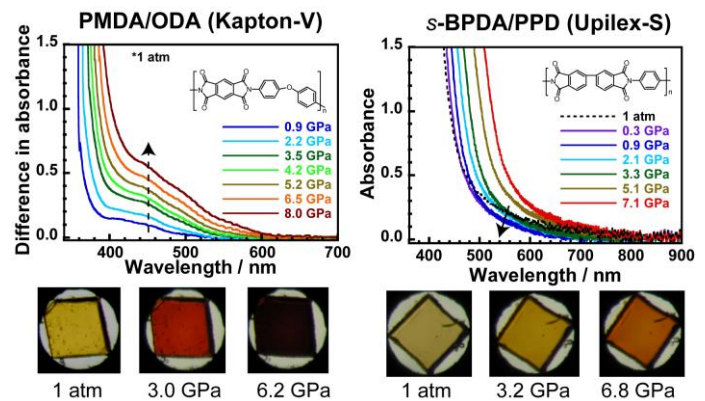 PMDA/ODA (Kapton-V)
*1 atm
Difference in absorbance
1.5
1.0
0.5
0.0
O
O
N
N
O
O
O
n
0.9 GPa
2.2 GPa
3.5 GPa
4.2 GPa
5.2 GPa
6.5 GPa
8.0 GPa
400
500
600
700
Wavelength / nm
1 atm
3.0 GPa
6.2 GPa
s-BPDA/PPD (Upilex-S)
Absorbance
1.5
1.0
0.5
0.0
O
O
N
N
O
O
n
1 atm
0.3 GPa
0.9 GPa
2.1 GPa
3.3 GPa
5.1 GPa
7.1 GPa
400
500
600
700
800
900
Wavelength / nm
1 atm
3.2 GPa
6.8 GPa